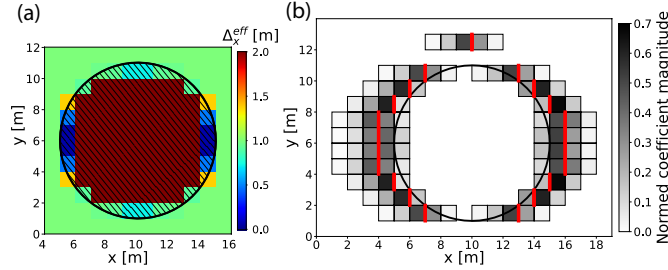 (a)
Δ_x^eff [m]
(b)
12
10
8
6
4
2
0
y [m]
4 6 8 10 12 14 16
x [m]
2.0
1.5
1.0
0.5
0.0
14
12
10
8
6
4
2
0
y [m]
2 4 6 8 10 12 14 16 18
x [m]
0.7
0.6
0.5
0.4
0.3
0.2
0.1
0.0
Normed coefficient magnitude